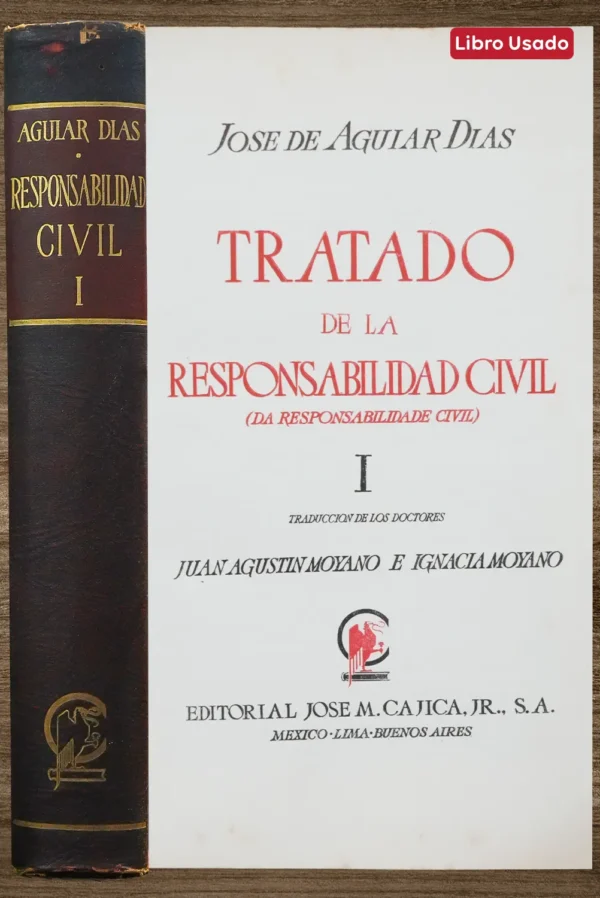 Libro Usado
AGUIAR DIAS
•
RESPONSABILIDAD
CIVIL
I
JOSE DE AGUIAR DIAS
TRATADO
DE LA
RESPONSABILIDAD CIVIL
(DA RESPONSABILIDADE CIVIL)
I
TRADUCCION DE LOS DOCTORES
JUAN AGUSTIN MOYANO E IGNACIA MOYANO
EDITORIAL JOSE M. CAJICA, JR., S. A.
MEXICO·LIMA·BUENOS AIRES